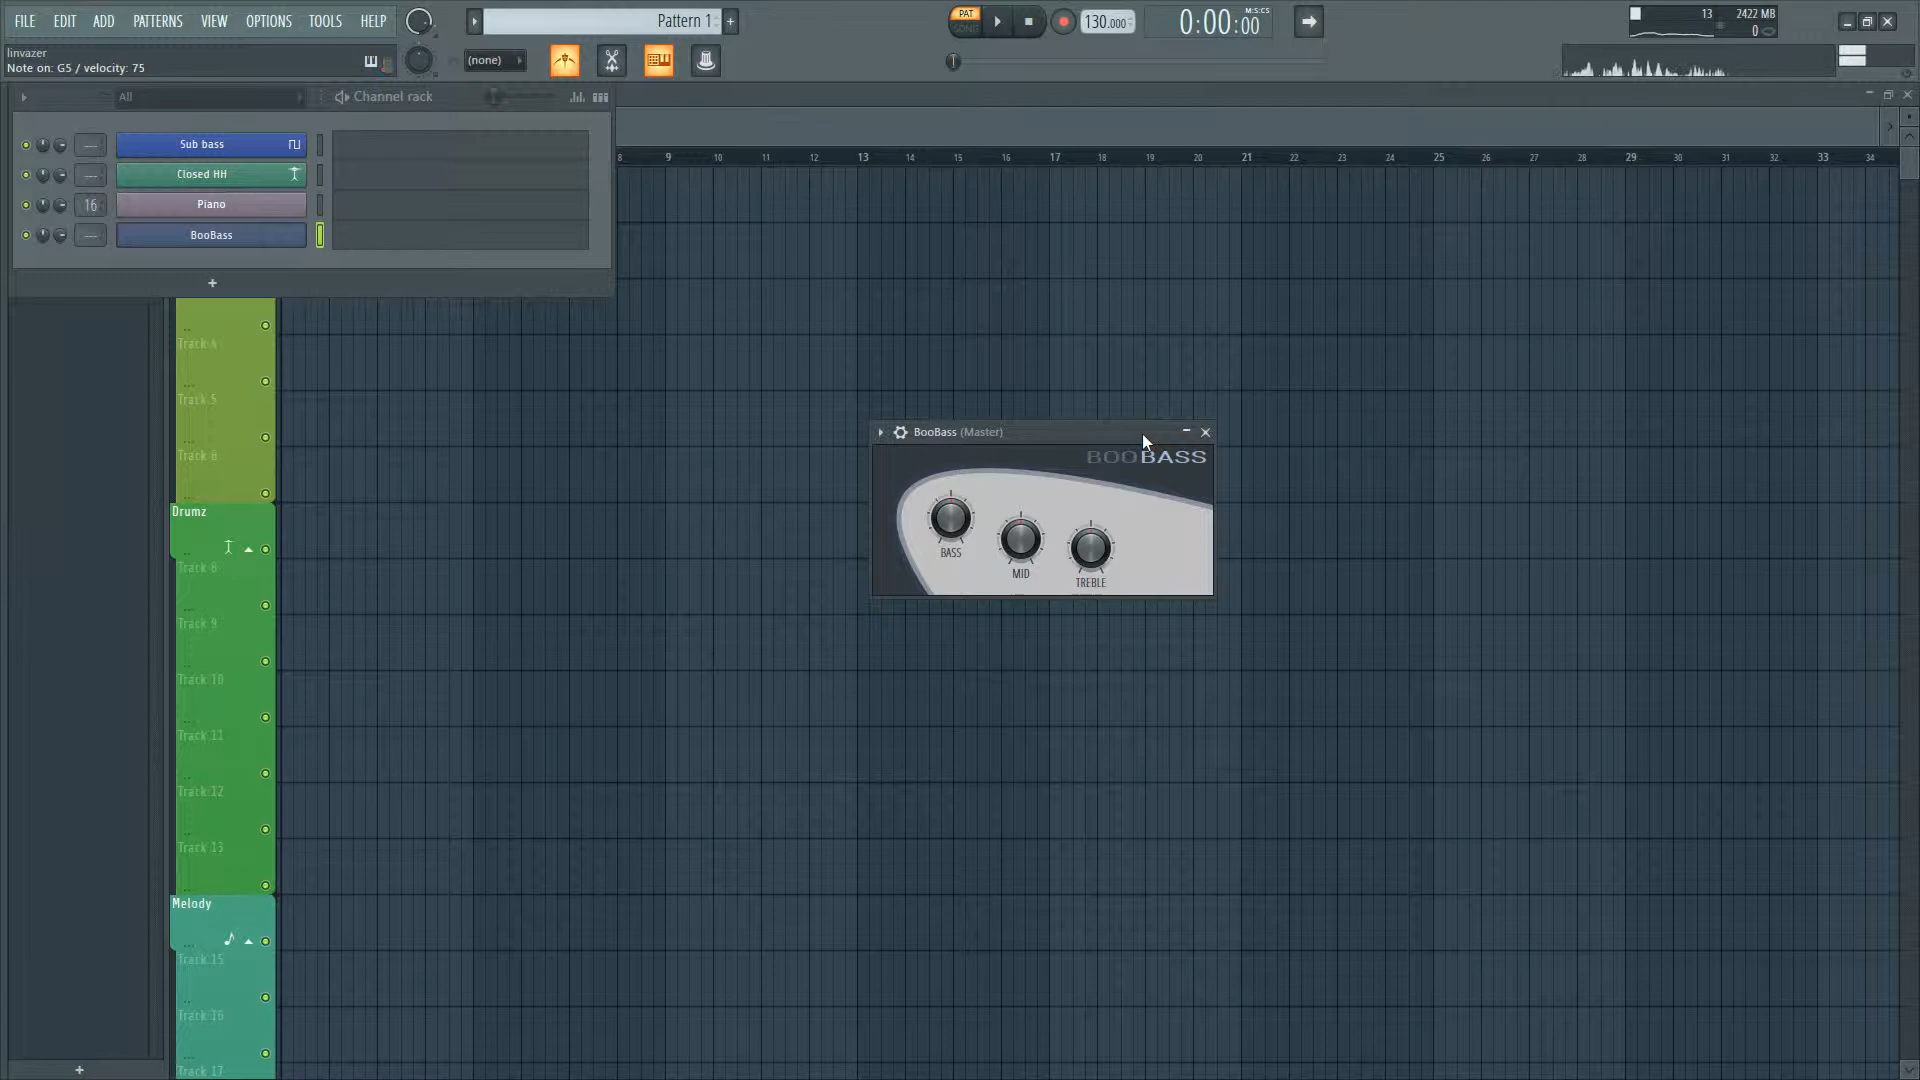 FILE EDIT ADD PATTERNS VIEW OPTIONS TOOLS HELP
Pattern 1
PAT
SONG
130.000
M:S:CS
0:00:00
13
2422 MB
0
linvazer
Note on: G5 / velocity: 75
(none)
All
Channel rack
Sub bass
Closed HH
16
Piano
BooBass
8 9 10 11 12 13 14 15 16 17 18 19 20 21 22 23 24 25 26 27 28 29 30 31 32 33 34
Track 4
Track 5
Track 6
Drumz
Track 8
Track 9
Track 10
Track 11
Track 12
Track 13
Melody
Track 15
Track 16
Track 17
BooBass (Master)
BOOBASS
BASS
MID
TREBLE